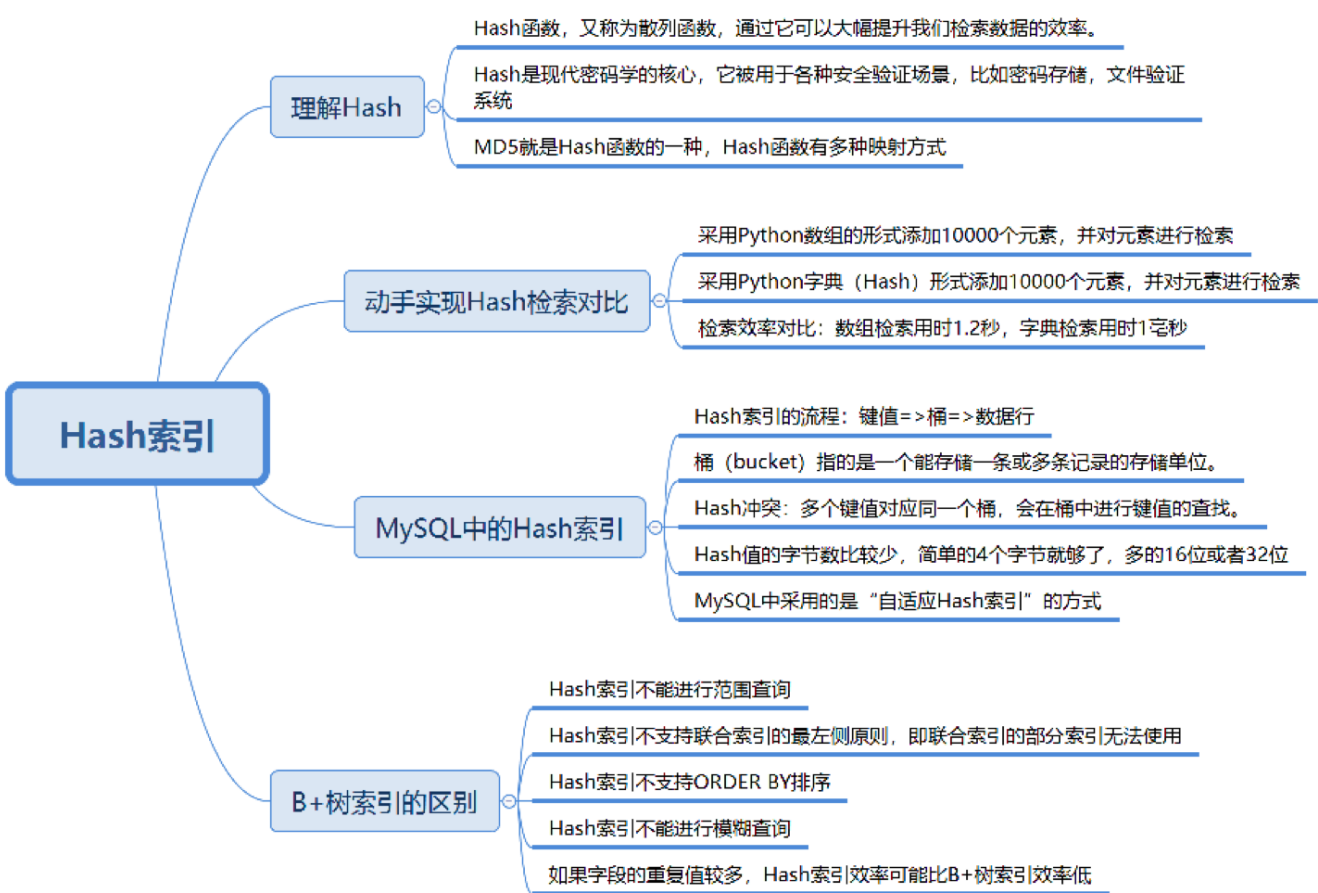 Hash函数，又称为散列函数，通过它可以大幅提升我们检索数据的效率。
Hash是现代密码学的核心，它被用于各种安全验证场景，比如密码存储，文件验证
系统
理解Hash
MD5就是Hash函数的一种，Hash函数有多种映射方式
采用Python数组的形式添加10000个元素，并对元素进行检索
采用Python字典（Hash）形式添加10000个元素，并对元素进行检索
动手实现Hash检索对比
检索效率对比：数组检索用时1.2秒，字典检索用时1毫秒
Hash索引
Hash索引的流程：键值=>桶=>数据行
桶（bucket）指的是一个能存储一条或多条记录的存储单位。
Hash冲突：多个键值对应同一个桶，会在桶中进行键值的查找。
MySQL中的Hash索引
Hash值的字节数比较少，简单的4个字节就够了，多的16位或者32位
MySQL中采用的是“自适应Hash索引”的方式
Hash索引不能进行范围查询
Hash索引不支持联合索引的最左侧原则，即联合索引的部分索引无法使用
Hash索引不支持ORDER BY排序
B+树索引的区别
Hash索引不能进行模糊查询
如果字段的重复值较多，Hash索引效率可能比B+树索引效率低